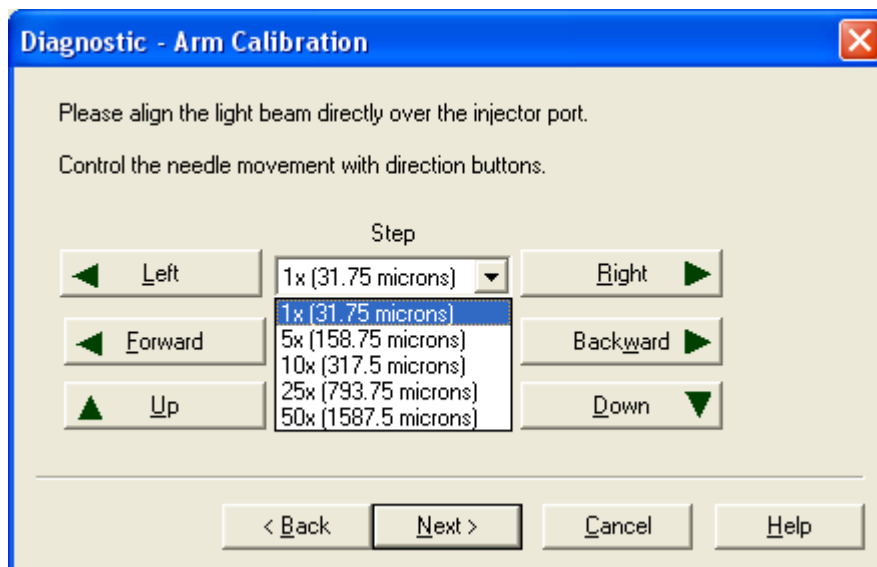 Diagnostic - Arm Calibration
Please align the light beam directly over the injector port.
Control the needle movement with direction buttons.
Step
Left
1x (31.75 microns)
Right
1x (31.75 microns)
Forward
5x (158.75 microns)
Backward
10x (317.5 microns)
25x (793.75 microns)
Up
50x (1587.5 microns)
Down
< Back
Next >
Cancel
Help